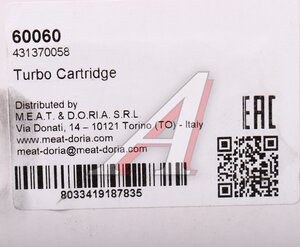 60060
431370058
Turbo Cartridge
Distributed by
M.E.A.T. & D.O.R.I.A. S.R.L
Via Donati, 14 – 10121 Torino (TO) - Italy
www.meat-doria.com
meat-doria@meat-doria.com
EAC
8033419187835